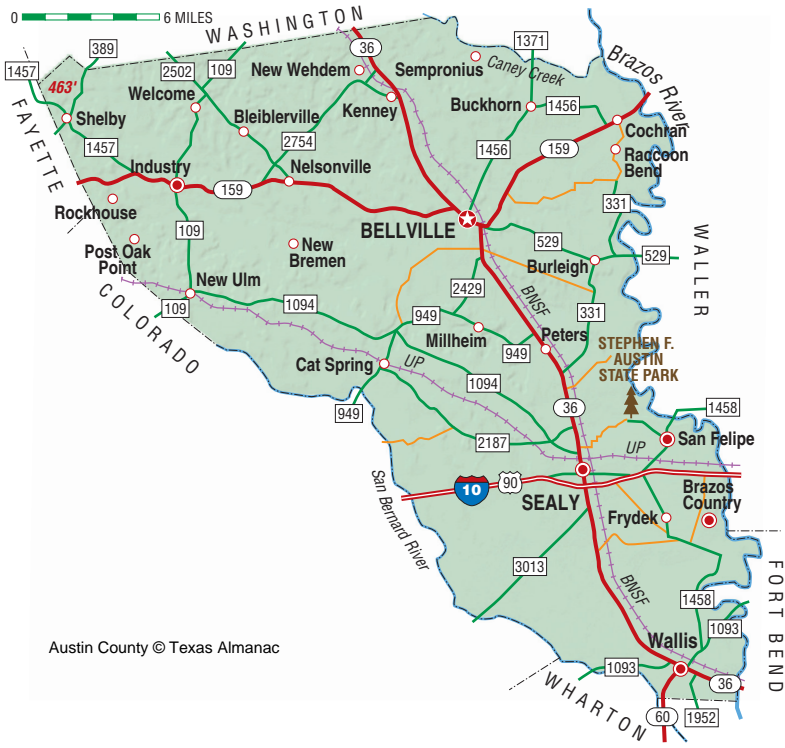 0 6 MILES
WASHINGTON
36
1371
389
1457
463'
2502
109
New Wehdem
Sempronius
Caney Creek
Brazos River
FAYETTE
Welcome
Kenney
Buckhorn
1456
Shelby
Bleiblerville
Cochran
1457
2754
1456
159
Raccoon
Bend
Industry
Nelsonville
159
331
Rockhouse
109
BELLVILLE
WALLER
Post Oak
Point
New
Bremen
529
529
Burleigh
COLORADO
New Ulm
2429
BNSF
109
1094
949
331
Millheim
949
Peters
STEPHEN F.
AUSTIN
STATE PARK
Cat Spring
UP
1094
36
1458
949
2187
San Felipe
UP
San Bernard River
10
90
SEALY
Brazos
Country
Frydek
3013
BNSF
FORT BEND
1458
1093
Austin County © Texas Almanac
Wallis
1093
36
WHARTON
60
1952